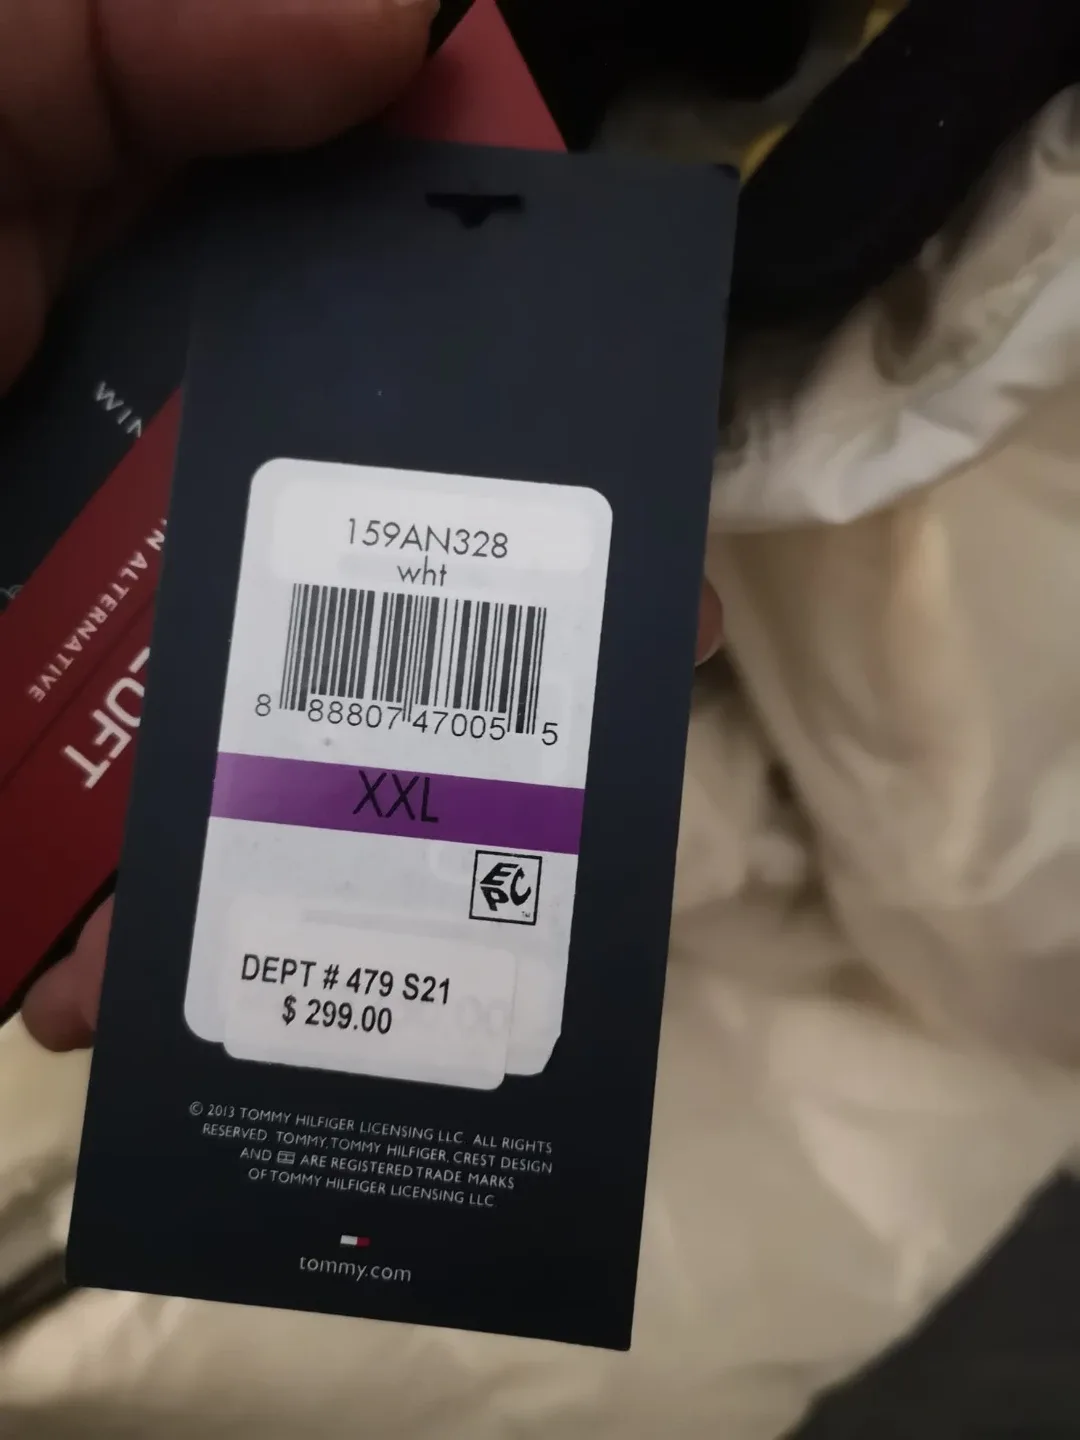 159AN328
wht
8 88807 47005 5
XXL
EPC
DEPT # 479 S21
$ 299.00
© 2013 TOMMY HILFIGER LICENSING LLC. ALL RIGHTS
RESERVED. TOMMY, TOMMY HILFIGER, CREST DESIGN
AND ARE REGISTERED TRADE MARKS
OF TOMMY HILFIGER LICENSING LLC
tommy.com
ALTERNATIVE